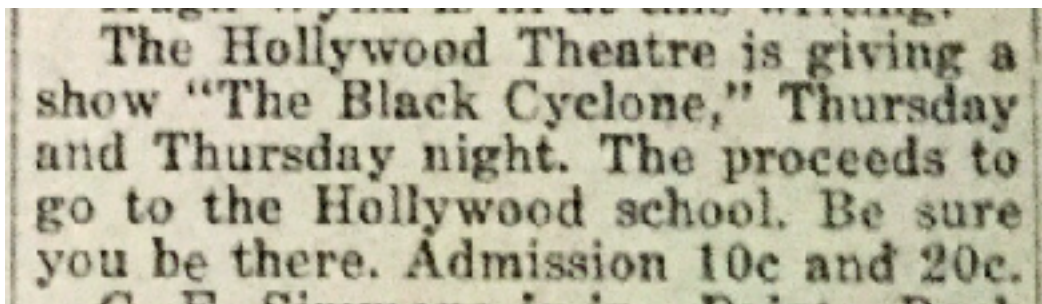 The Hollywood Theatre is giving a
show "The Black Cyclone," Thursday
and Thursday night. The proceeds to
go to the Hollywood school. Be sure
you be there. Admission 10c and 20c.